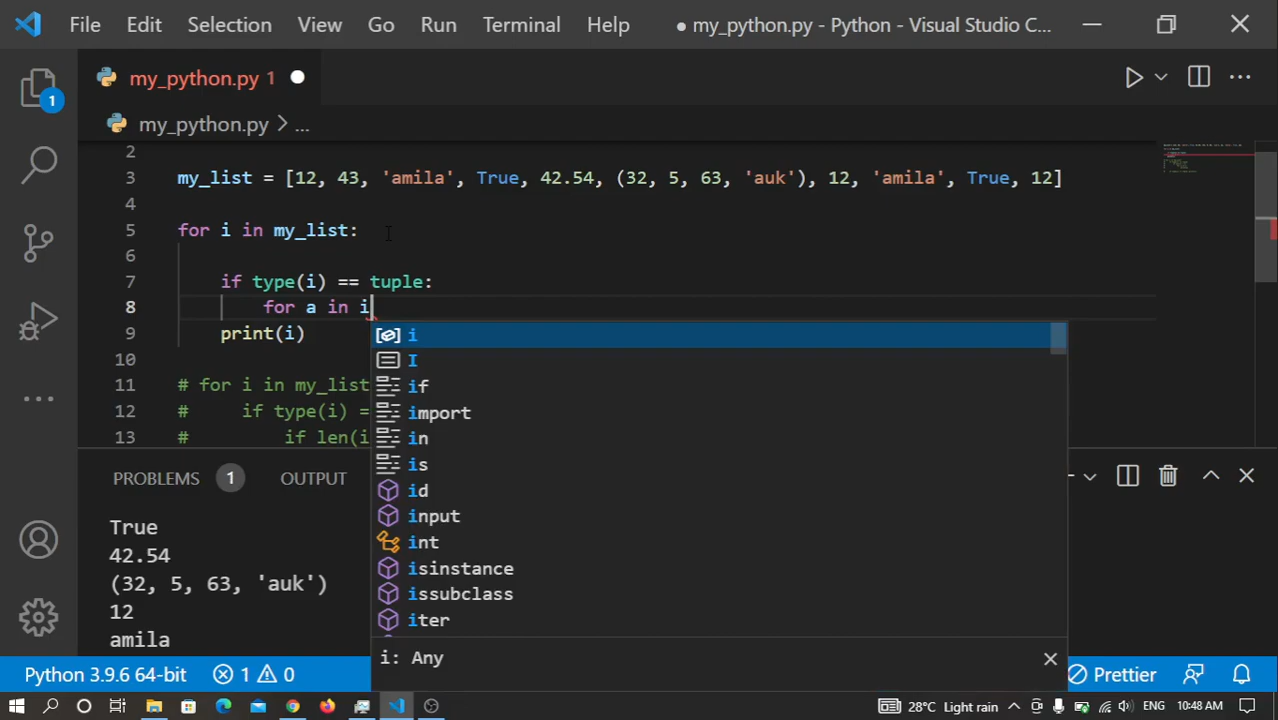 File Edit Selection View Go Run Terminal Help ● my_python.py - Python - Visual Studio C...
my_python.py 1
my_python.py > ...
2
3 my_list = [12, 43, 'amila', True, 42.54, (32, 5, 63, 'auk'), 12, 'amila', True, 12]
4
5 for i in my_list:
6
7 if type(i) == tuple:
8 for a in i
9 print(i)
10
11 # for i in my_list
12 # if type(i) =
13 # if len(i
i
I
if
import
in
is
id
input
int
isinstance
issubclass
iter
i: Any
1
PROBLEMS 1 OUTPUT
True
42.54
(32, 5, 63, 'auk')
12
amila
Python 3.9.6 64-bit 1 0 Prettier
28°C Light rain ENG 10:48 AM